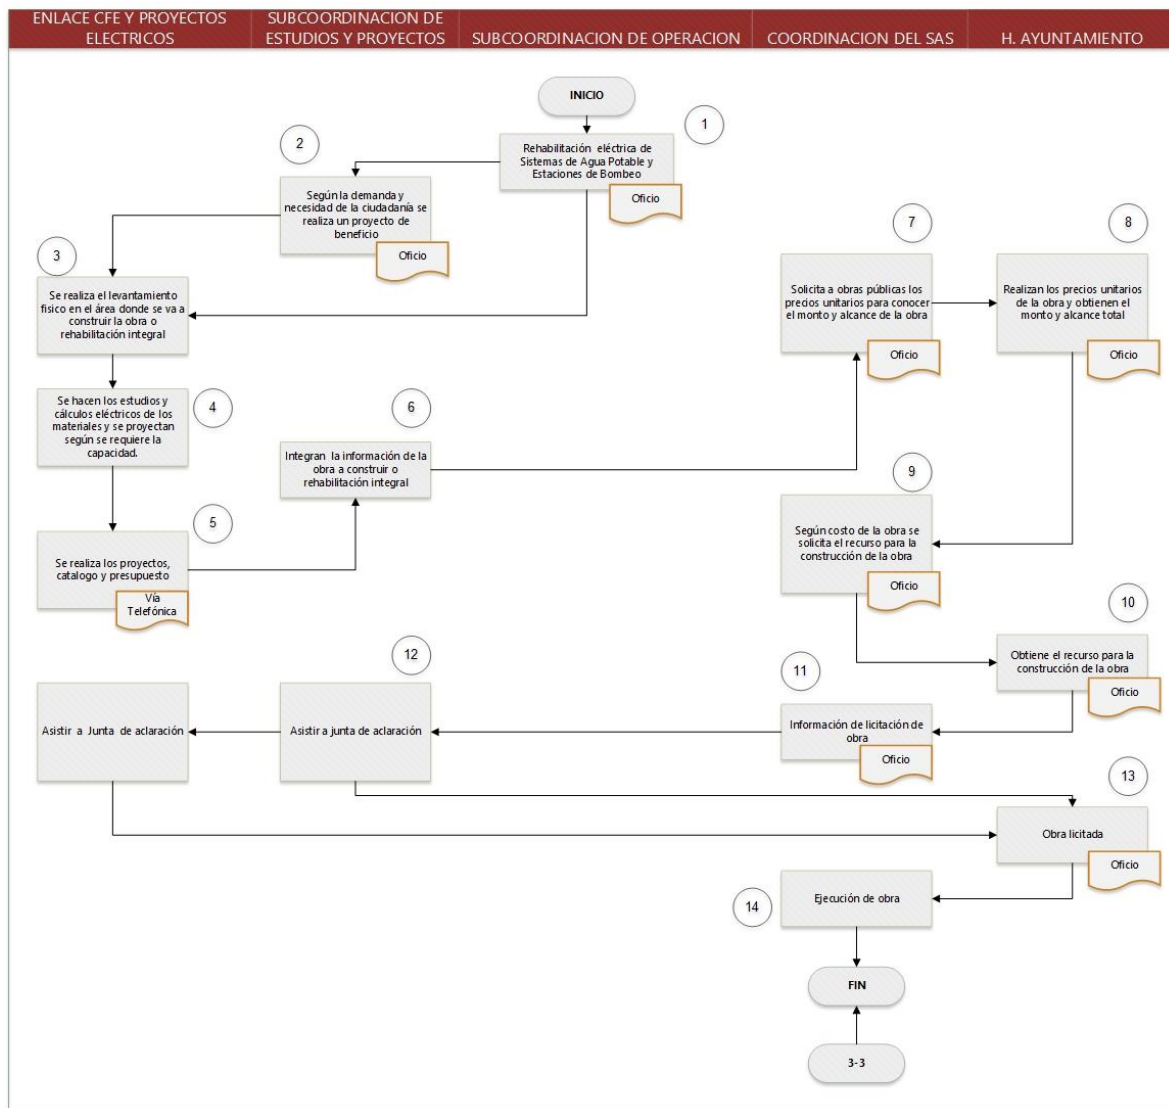 ENLACE CFE Y PROYECTOS
ELECTRICOS
SUBCOORDINACION DE
ESTUDIOS Y PROYECTOS
SUBCOORDINACION DE OPERACION
COORDINACION DEL SAS
H. AYUNTAMIENTO
INICIO
1
Rehabilitación eléctrica de
Sistemas de Agua Potable y
Estaciones de Bombeo
Oficio
2
Según la demanda y
necesidad de la ciudadanía se
realiza un proyecto de
beneficio
Oficio
3
Se realiza el levantamiento
fisico en el área donde se va a
construir la obra o
rehabilitación integral
4
Se hacen los estudios y
cálculos eléctricos de los
materiales y se proyectan
según se requiere la
capacidad.
5
Se realiza los proyectos,
catalogo y presupuesto
Vía
Telefónica
6
Integran la información de la
obra a construir o
rehabilitación integral
7
Solicita a obras públicas los
precios unitarios para conocer
el monto y alcance de la obra
Oficio
8
Realizan los precios unitarios
de la obra y obtienen el
monto y alcance total
Oficio
9
Según costo de la obra se
solicita el recurso para la
construcción de la obra
Oficio
10
Obtiene el recurso para la
construcción de la obra
Oficio
11
Información de licitación de
obra
Oficio
12
Asistir a junta de aclaración
Asistir a Junta de aclaración
13
Obra licitada
Oficio
14
Ejecución de obra
FIN
3-3